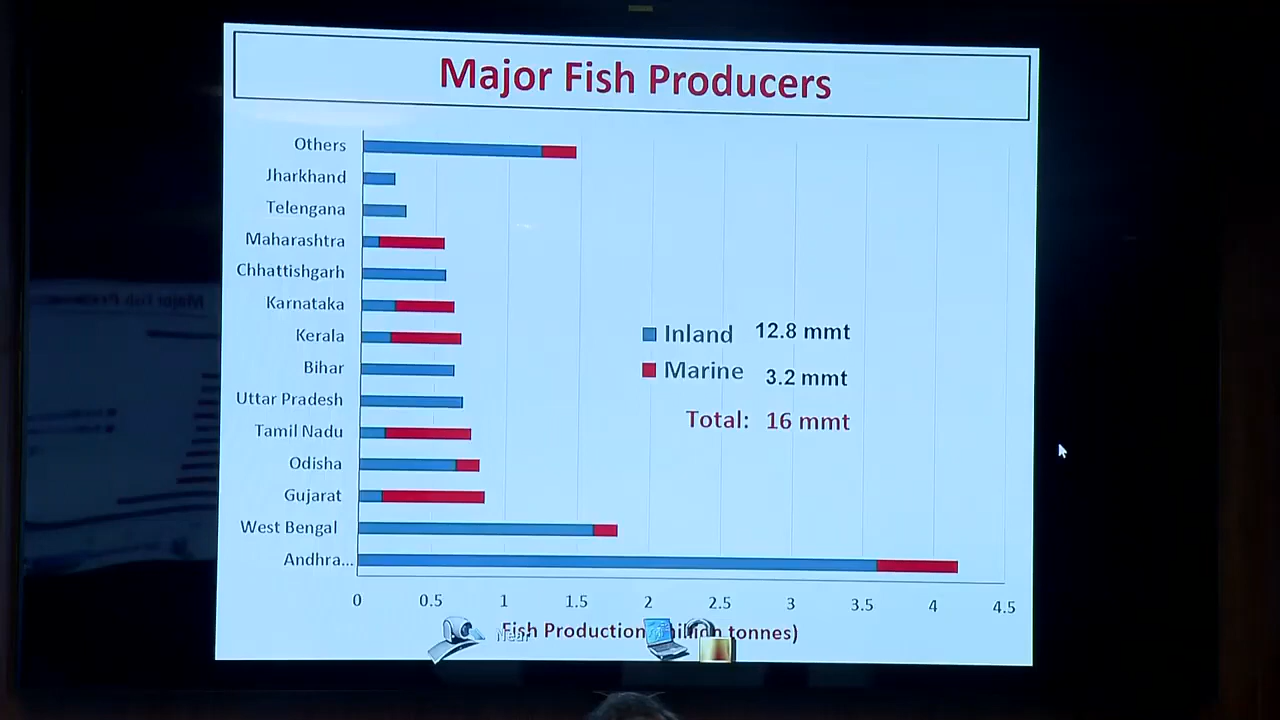 Major Fish Producers
Others
Jharkhand
Telengana
Maharashtra
Chhattishgarh
Karnataka
Kerala
Bihar
Uttar Pradesh
Tamil Nadu
Odisha
Gujarat
West Bengal
Andhra...
Inland 12.8 mmt
Marine 3.2 mmt
Total: 16 mmt
0 0.5 1 1.5 2 2.5 3 3.5 4 4.5
Fish Production tonnes)
Near